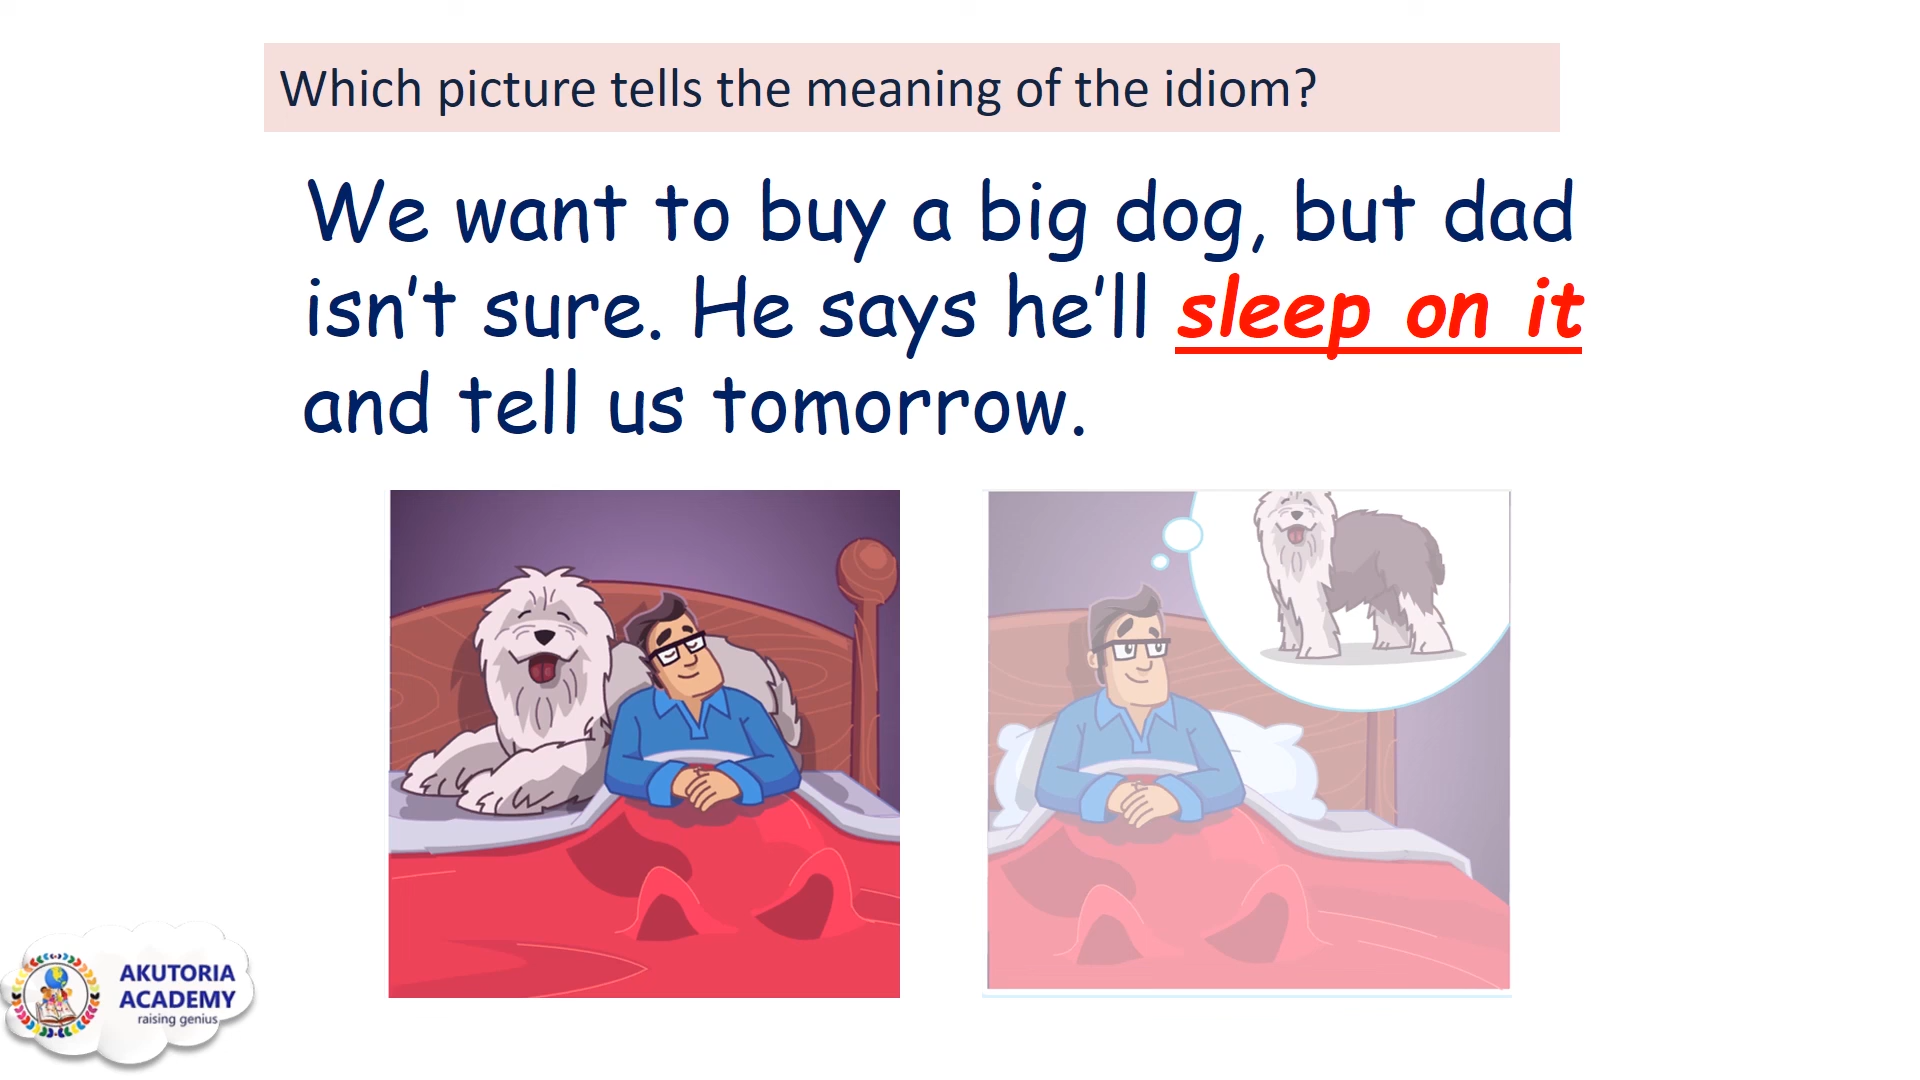 Which picture tells the meaning of the idiom?
We want to buy a big dog, but dad
isn't sure. He says he'll sleep on it
and tell us tomorrow.
AKUTORIA
ACADEMY
raising genius